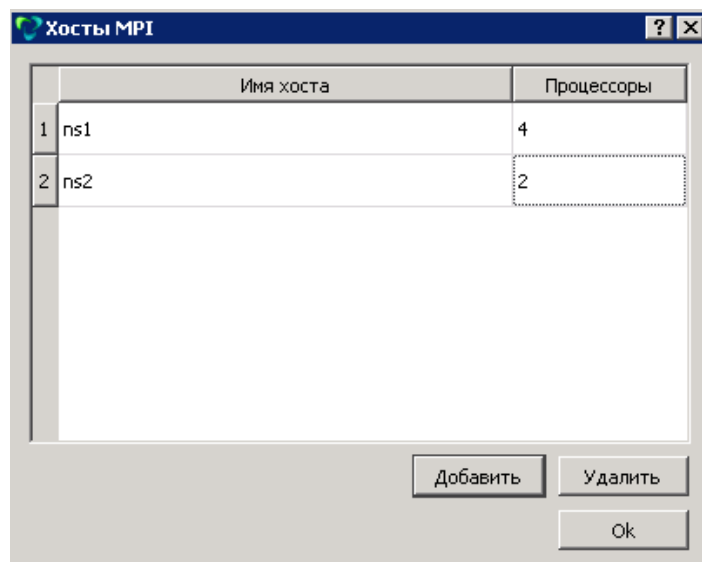 Хосты MPI
Имя хоста Процессоры
1 ns1 4
2 ns2 2
Добавить Удалить
Ok